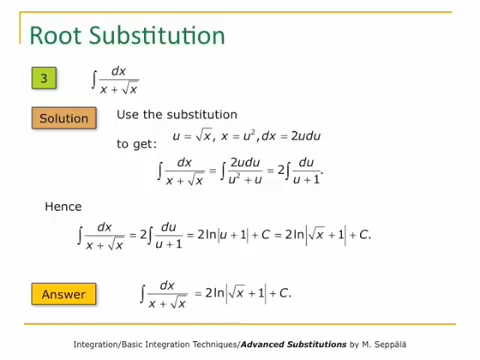 Root Substitution
3 ∫ dx / (x + √x)
Solution Use the substitution
to get: u = √x, x = u², dx = 2udu
∫ dx / (x + √x) = ∫ 2udu / (u² + u) = 2∫ du / (u + 1).
Hence
∫ dx / (x + √x) = 2∫ du / (u + 1) = 2ln|u + 1| + C = 2ln|√x + 1| + C.
Answer ∫ dx / (x + √x) = 2ln|√x + 1| + C.
Integration/Basic Integration Techniques/Advanced Substitutions by M. Seppälä